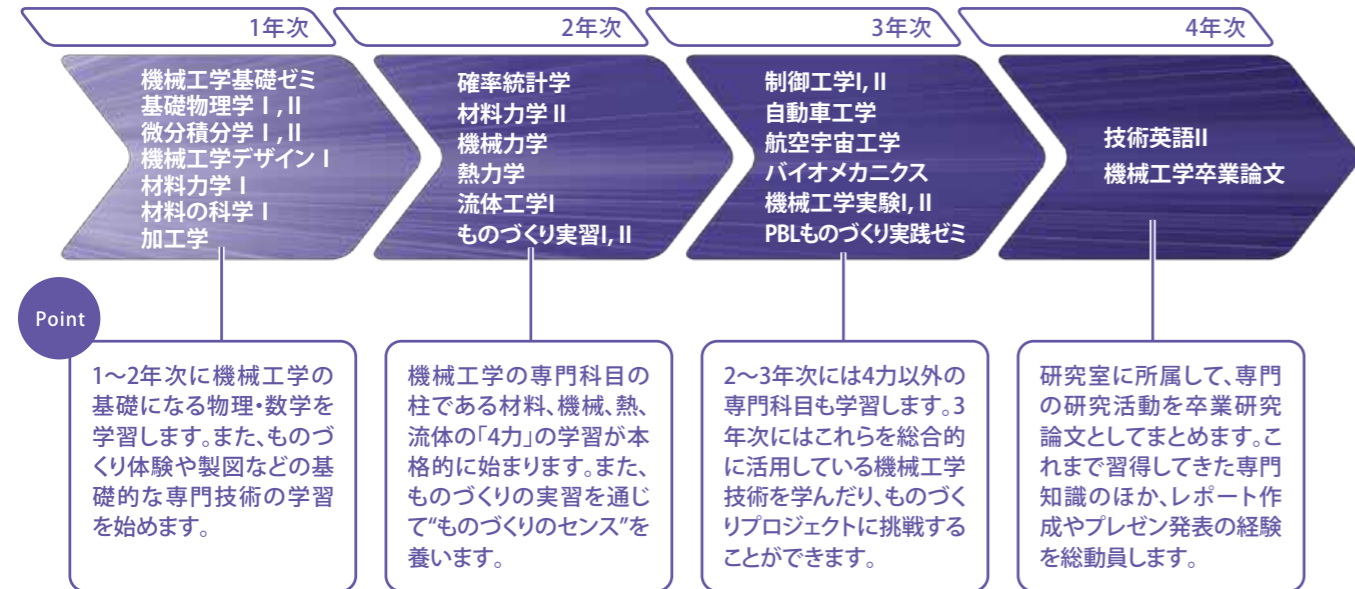 1年次
機械工学基礎ゼミ
基礎物理学Ⅰ,Ⅱ
微分積分学Ⅰ,Ⅱ
機械工学デザインⅠ
材料力学Ⅰ
材料の科学Ⅰ
加工学
2年次
確率統計学
材料力学Ⅱ
機械力学
熱力学
流体工学I
ものづくり実習I,Ⅱ
3年次
制御工学I,Ⅱ
自動車工学
航空宇宙工学
バイオメカニクス
機械工学実験I,Ⅱ
PBLものづくり実践ゼミ
4年次
技術英語II
機械工学卒業論文
Point
1〜2年次に機械工学の
基礎になる物理・数学を
学習します。また、ものづ
くり体験や製図などの基
礎的な専門技術の学習
を始めます。
機械工学の専門科目の
柱である材料、機械、熱、
流体の「4力」の学習が本
格的に始まります。また、
ものづくりの実習を通じ
て“ものづくりのセンス”を
養います。
2〜3年次には4力以外の
専門科目も学習します。3
年次にはこれらを総合的
に活用している機械工学
技術を学んだり、ものづく
りプロジェクトに挑戦する
ことができます。
研究室に所属して、専門
の研究活動を卒業研究
論文としてまとめます。こ
れまで習得してきた専門
知識のほか、レポート作
成やプレゼン発表の経験
を総動員します。